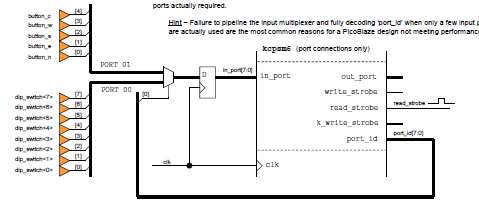 ports actually required.
Hint – Failure to pipeline the input multiplexer and fully decoding 'port_id' when only a few input p
are actually used are the most common reasons for a PicoBlaze design not meeting performance
kcpsm6 (port connections only)
button_c [4]
button_w [3]
button_s [2]
button_e [1]
button_n [0]
PORT 01
PORT 00
[0]
D
in_port[7:0]
in_port
out_port
write_strobe
read_strobe
read_strobe
k_write_strobe
port_id
port_id[7:0]
dip_switch<7> [7]
dip_switch<6> [6]
dip_switch<5> [5]
dip_switch<4> [4]
dip_switch<3> [3]
dip_switch<2> [2]
dip_switch<1> [1]
dip_switch<0> [0]
clk
clk